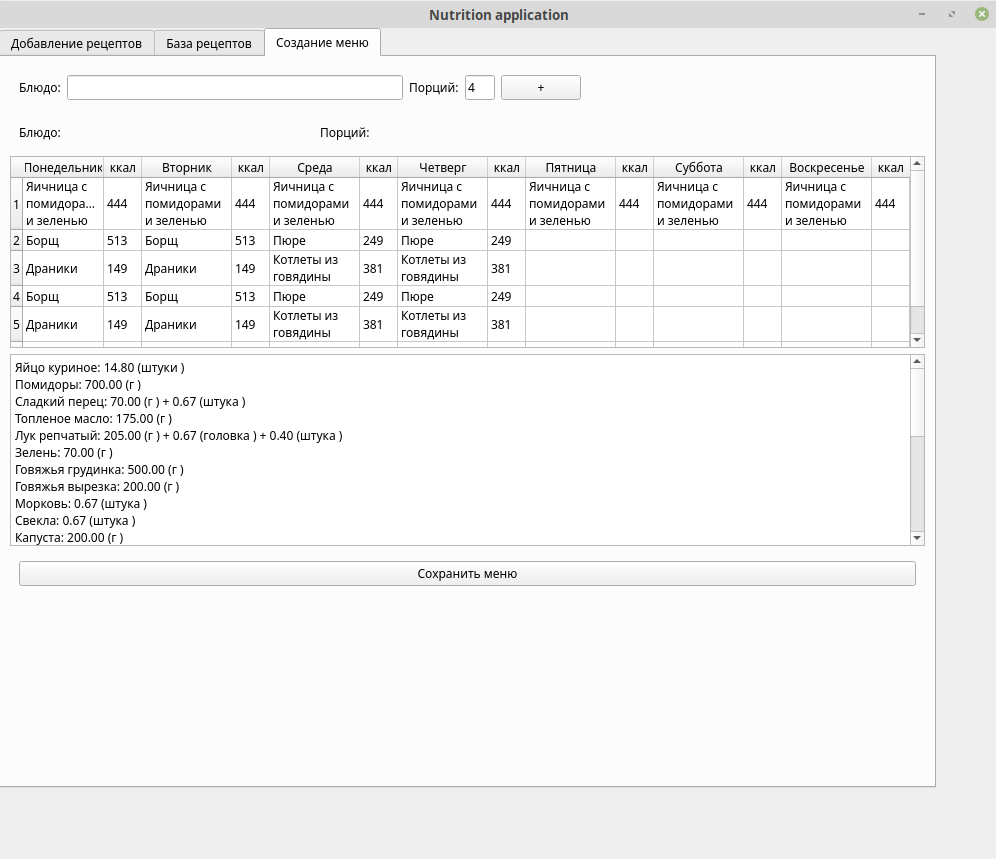 Nutrition application
Добавление рецептов База рецептов Создание меню
Блюдо: Порций: 4 +
Блюдо: Порций:
Понедельник ккал Вторник ккал Среда ккал Четверг ккал Пятница ккал Суббота ккал Воскресенье ккал
1 Яичница с помидора... и зеленью 444 Яичница с помидорами и зеленью 444 Яичница с помидорами и зеленью 444 Яичница с помидорами и зеленью 444 Яичница с помидорами и зеленью 444 Яичница с помидорами и зеленью 444 Яичница с помидорами и зеленью 444
2 Борщ 513 Борщ 513 Пюре 249 Пюре 249
3 Драники 149 Драники 149 Котлеты из говядины 381 Котлеты из говядины 381
4 Борщ 513 Борщ 513 Пюре 249 Пюре 249
5 Драники 149 Драники 149 Котлеты из говядины 381 Котлеты из говядины 381
Яйцо куриное: 14.80 (штуки )
Помидоры: 700.00 (г )
Сладкий перец: 70.00 (г ) + 0.67 (штука )
Топленое масло: 175.00 (г )
Лук репчатый: 205.00 (г ) + 0.67 (головка ) + 0.40 (штука )
Зелень: 70.00 (г )
Говяжья грудинка: 500.00 (г )
Говяжья вырезка: 200.00 (г )
Морковь: 0.67 (штука )
Свекла: 0.67 (штука )
Капуста: 200.00 (г )
Сохранить меню